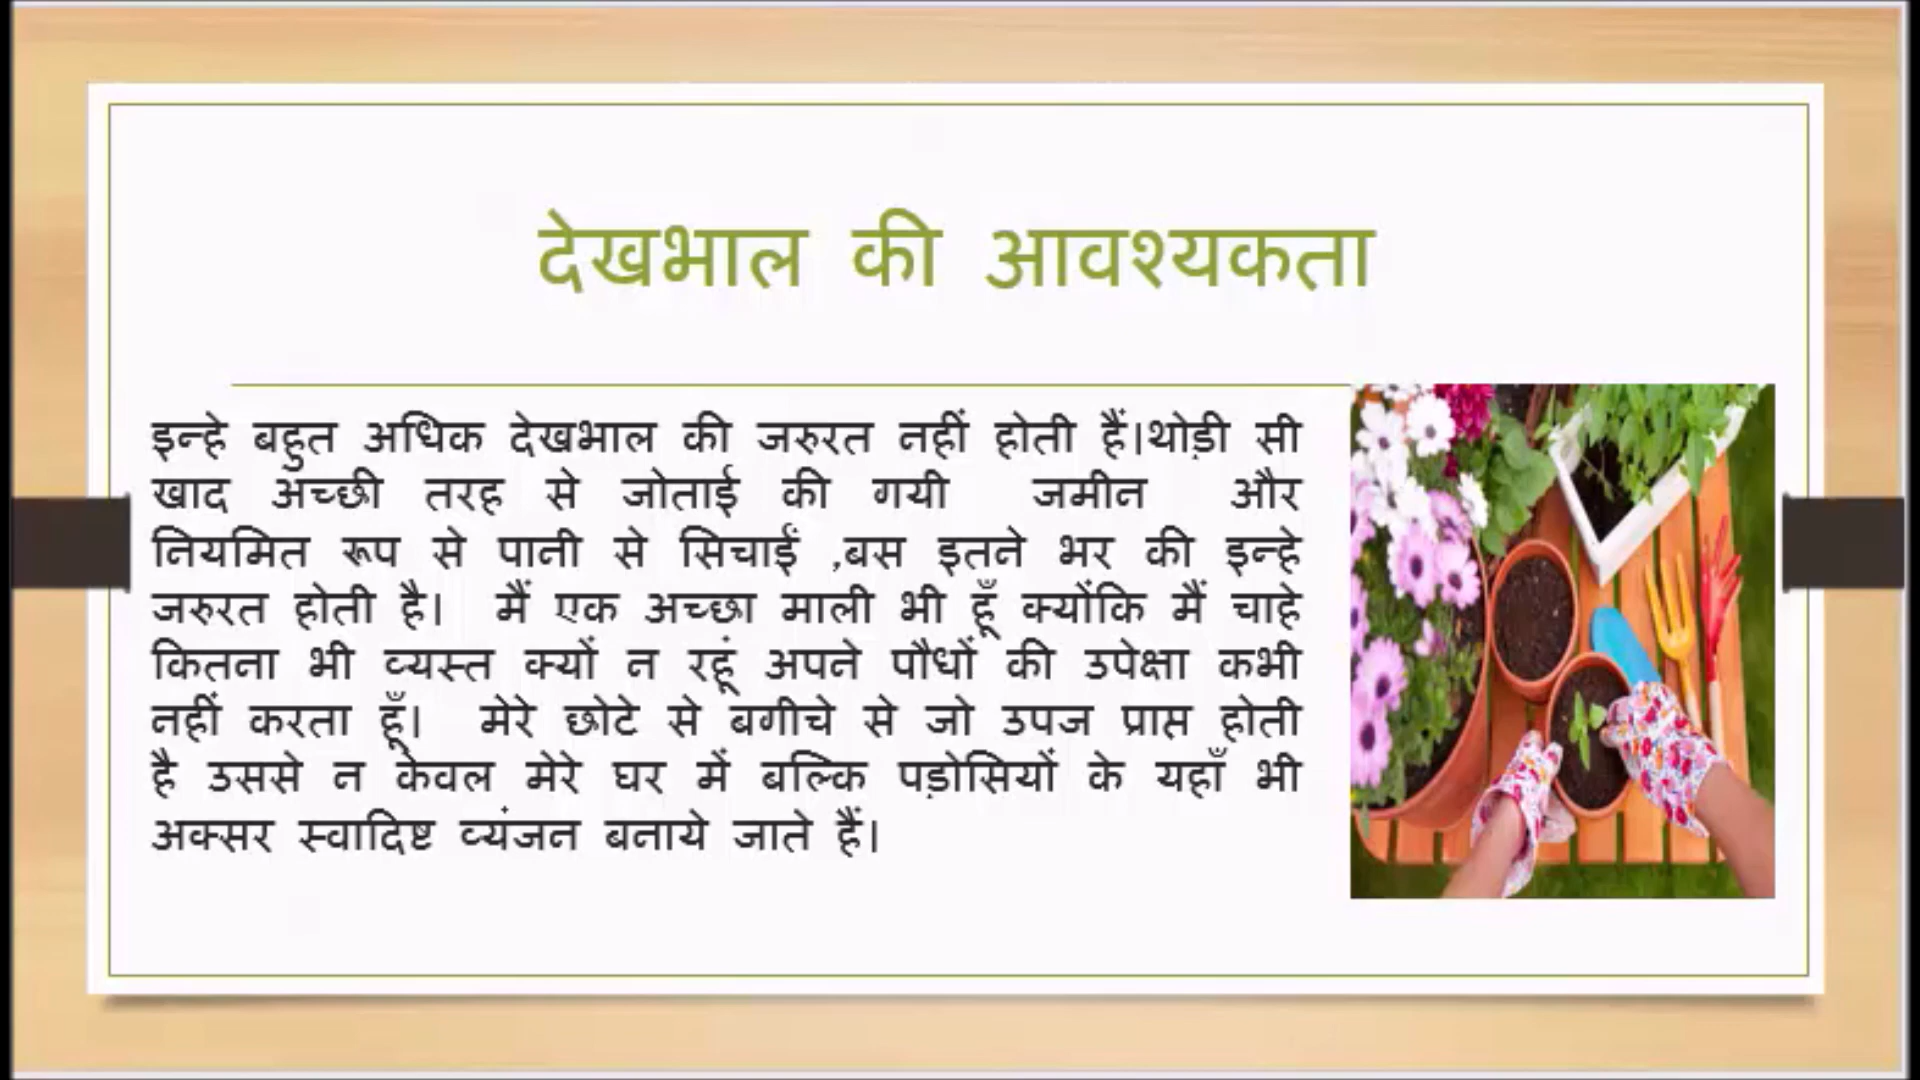 देखभाल की आवश्यकता
इन्हे बहुत अधिक देखभाल की जरुरत नहीं होती हैं।थोड़ी सी
खाद अच्छी तरह से जोताई की गयी जमीन और
नियमित रूप से पानी से सिचाईं ,बस इतने भर की इन्हे
जरुरत होती है। मैं एक अच्छा माली भी हूँ क्योंकि मैं चाहे
कितना भी व्यस्त क्यों न रहूं अपने पौधों की उपेक्षा कभी
नहीं करता हूँ। मेरे छोटे से बगीचे से जो उपज प्राप्त होती
है उससे न केवल मेरे घर में बल्कि पड़ोसियों के यहाँ भी
अक्सर स्वादिष्ट व्यंजन बनाये जाते हैं।